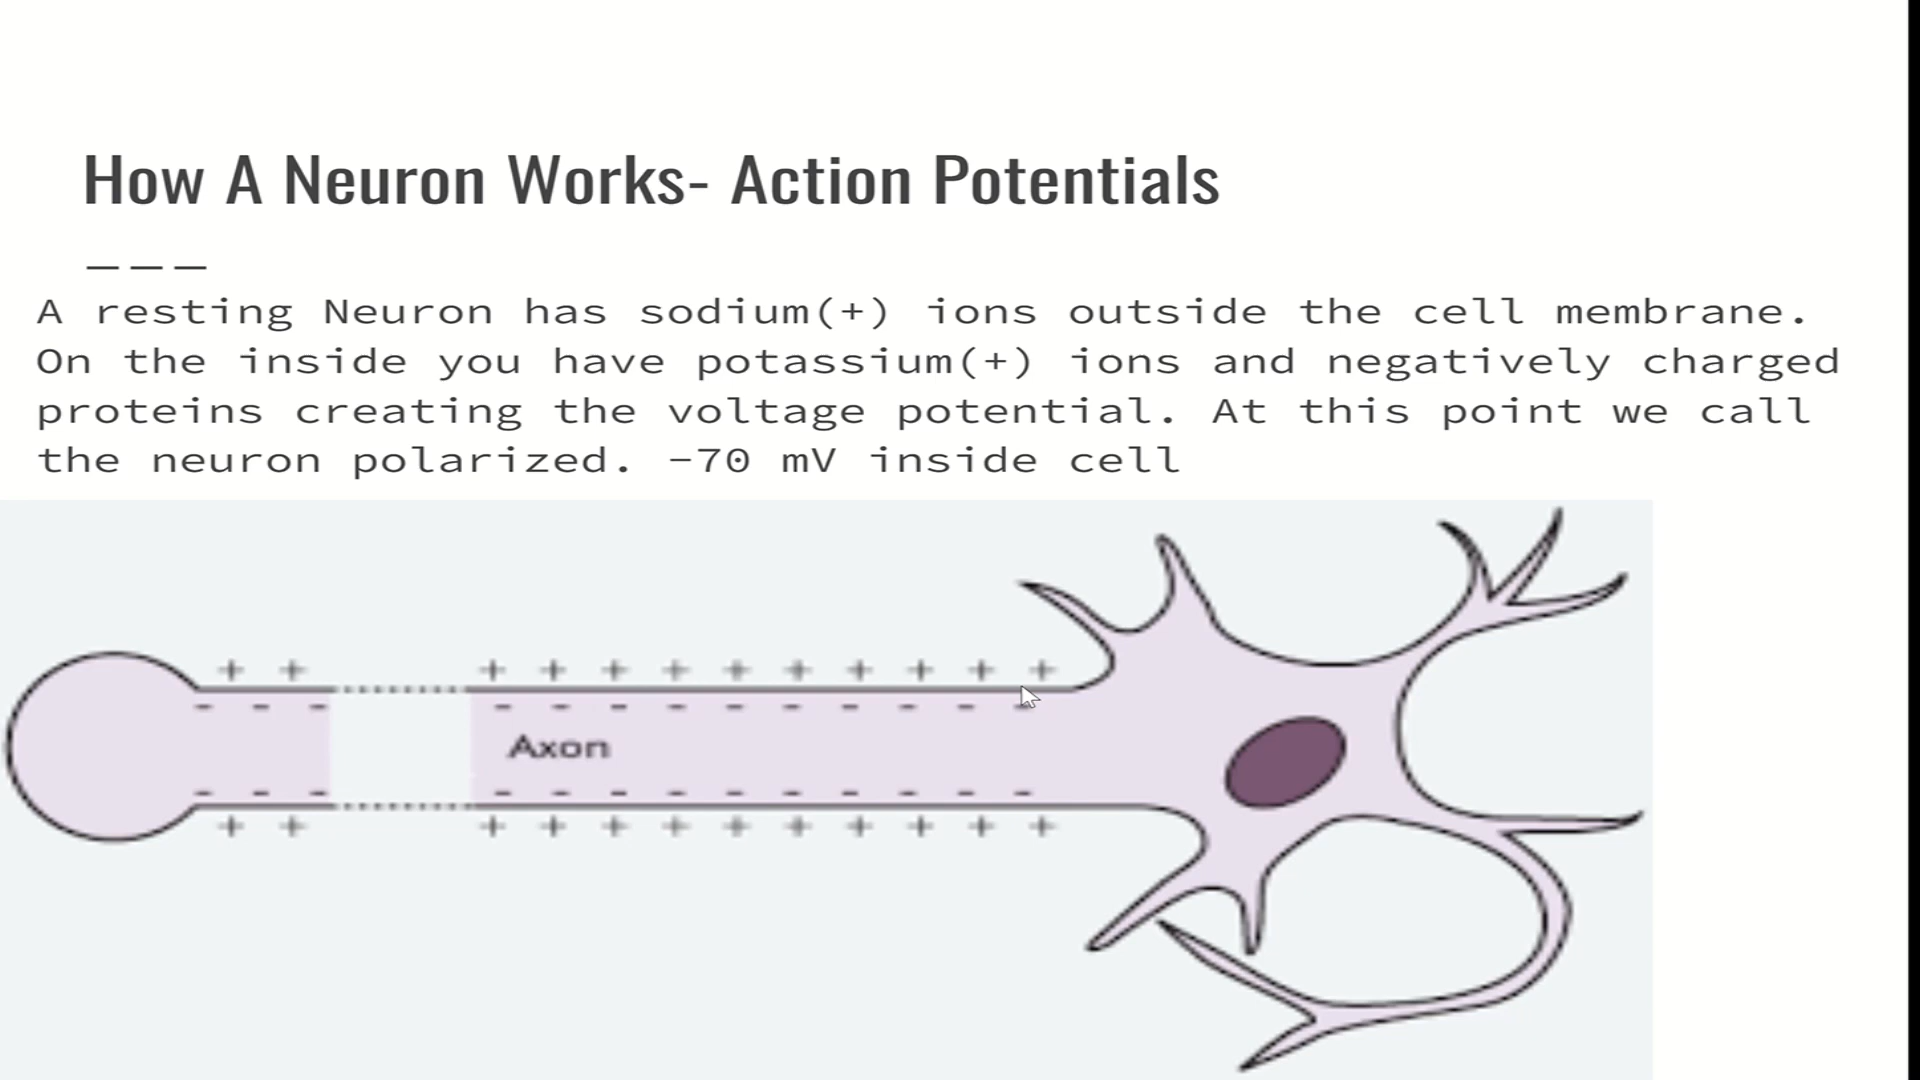 How A Neuron Works- Action Potentials
A resting Neuron has sodium(+) ions outside the cell membrane.
On the inside you have potassium(+) ions and negatively charged
proteins creating the voltage potential. At this point we call
the neuron polarized. −70 mV inside cell
+ + + + + + + + + + + +
- - - - - - - - - - - - -
Axon
- - - - - - - - - - - - -
+ + + + + + + + + + + +